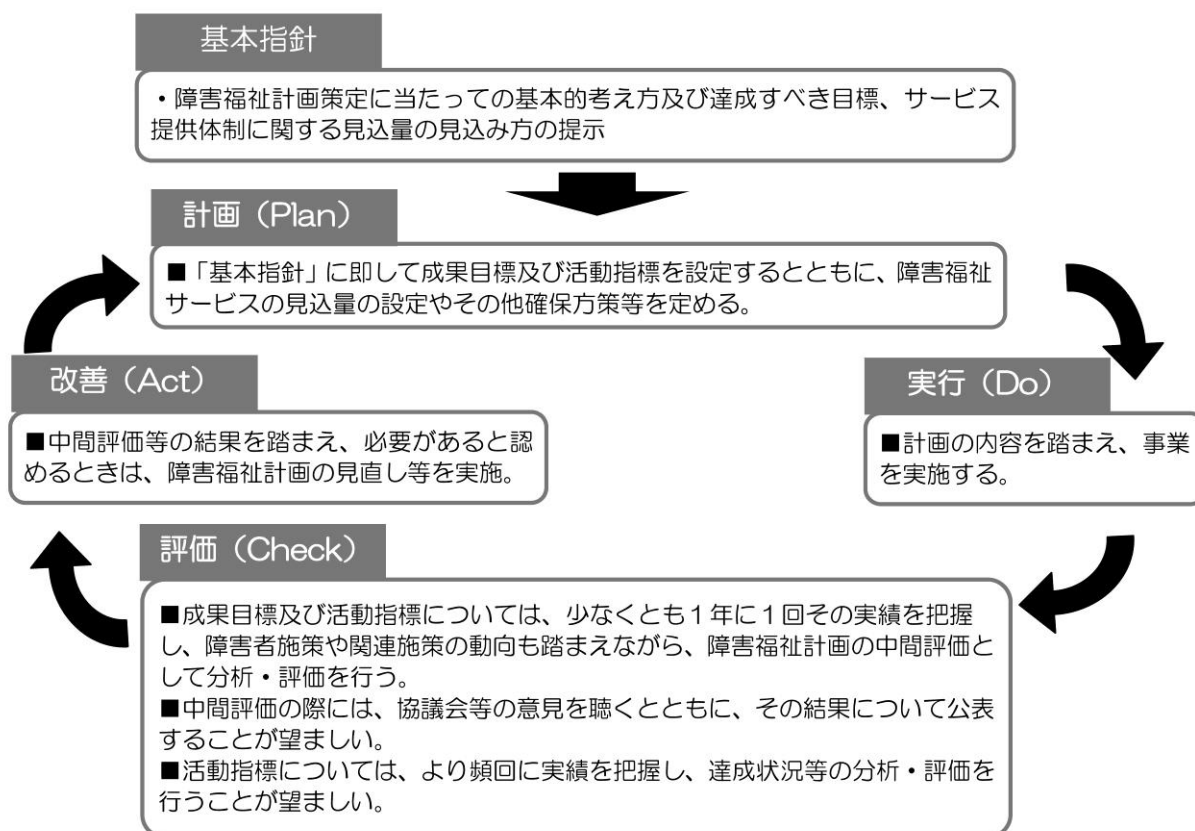 基本指針
・障害福祉計画策定に当たっての基本的考え方及び達成すべき目標、サービス
提供体制に関する見込量の見込み方の提示
計画（Plan）
■「基本指針」に即して成果目標及び活動指標を設定するとともに、障害福祉
サービスの見込量の設定やその他確保方策等を定める。
改善（Act）
■中間評価等の結果を踏まえ、必要があると認
めるときは、障害福祉計画の見直し等を実施。
実行（Do）
■計画の内容を踏まえ、事業
を実施する。
評価（Check）
■成果目標及び活動指標については、少なくとも１年に１回その実績を把握
し、障害者施策や関連施策の動向も踏まえながら、障害福祉計画の中間評価と
して分析・評価を行う。
■中間評価の際には、協議会等の意見を聴くとともに、その結果について公表
することが望ましい。
■活動指標については、より頻回に実績を把握し、達成状況等の分析・評価を
行うことが望ましい。